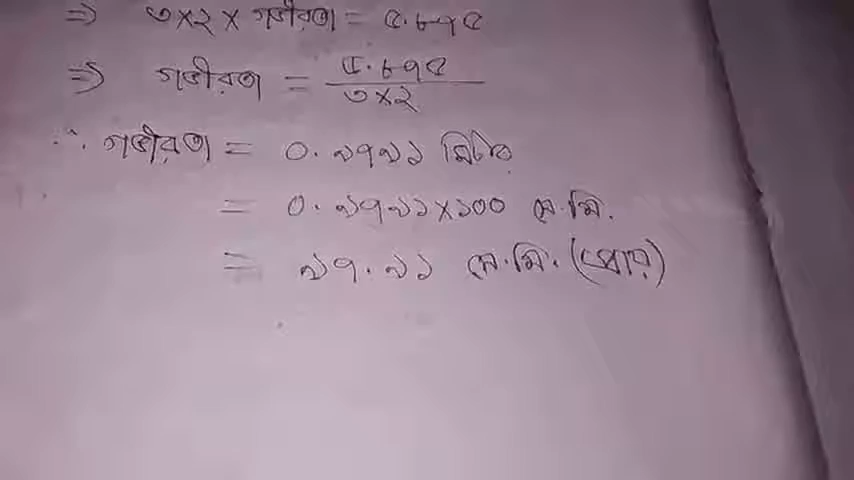 ⇒ ৩×২ × গভীরতা = ৫.৮৭৫
⇒ গভীরতা = ৫.৮৭৫
৩×২
∴ গভীরতা = ০.৯৭৯১ মিটার
= ০.৯৭৯১×১০০ সে.মি.
= ৯৭.৯১ সে.মি. (প্রায়)